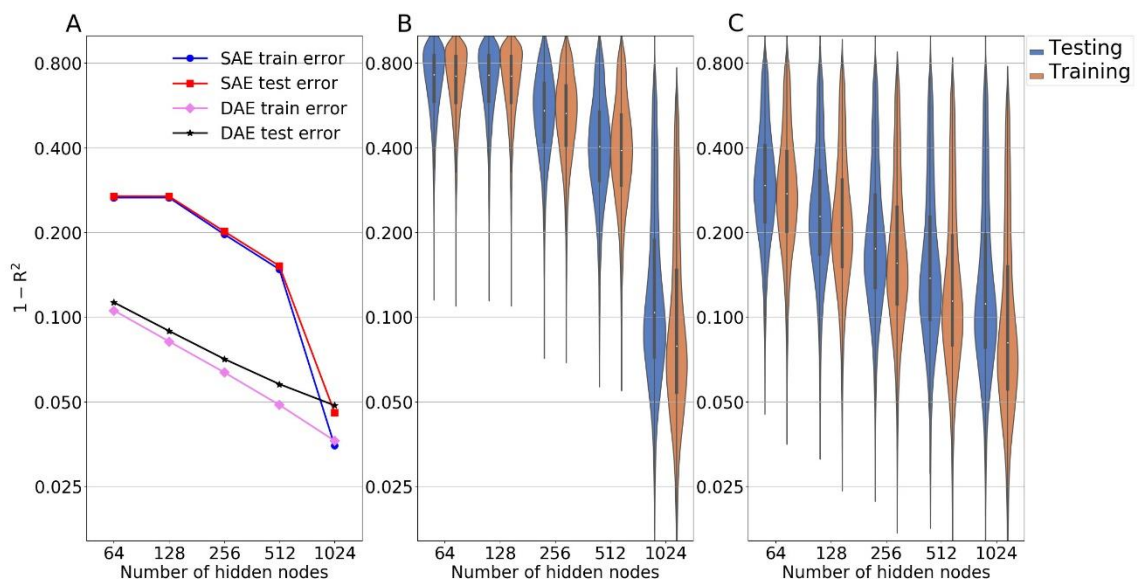 A
B
C
SAE train error
SAE test error
DAE train error
DAE test error
Testing
Training
1 − R²
0.800
0.400
0.200
0.100
0.050
0.025
0.800
0.400
0.200
0.100
0.050
0.025
0.800
0.400
0.200
0.100
0.050
0.025
64 128 256 512 1024
64 128 256 512 1024
64 128 256 512 1024
Number of hidden nodes
Number of hidden nodes
Number of hidden nodes